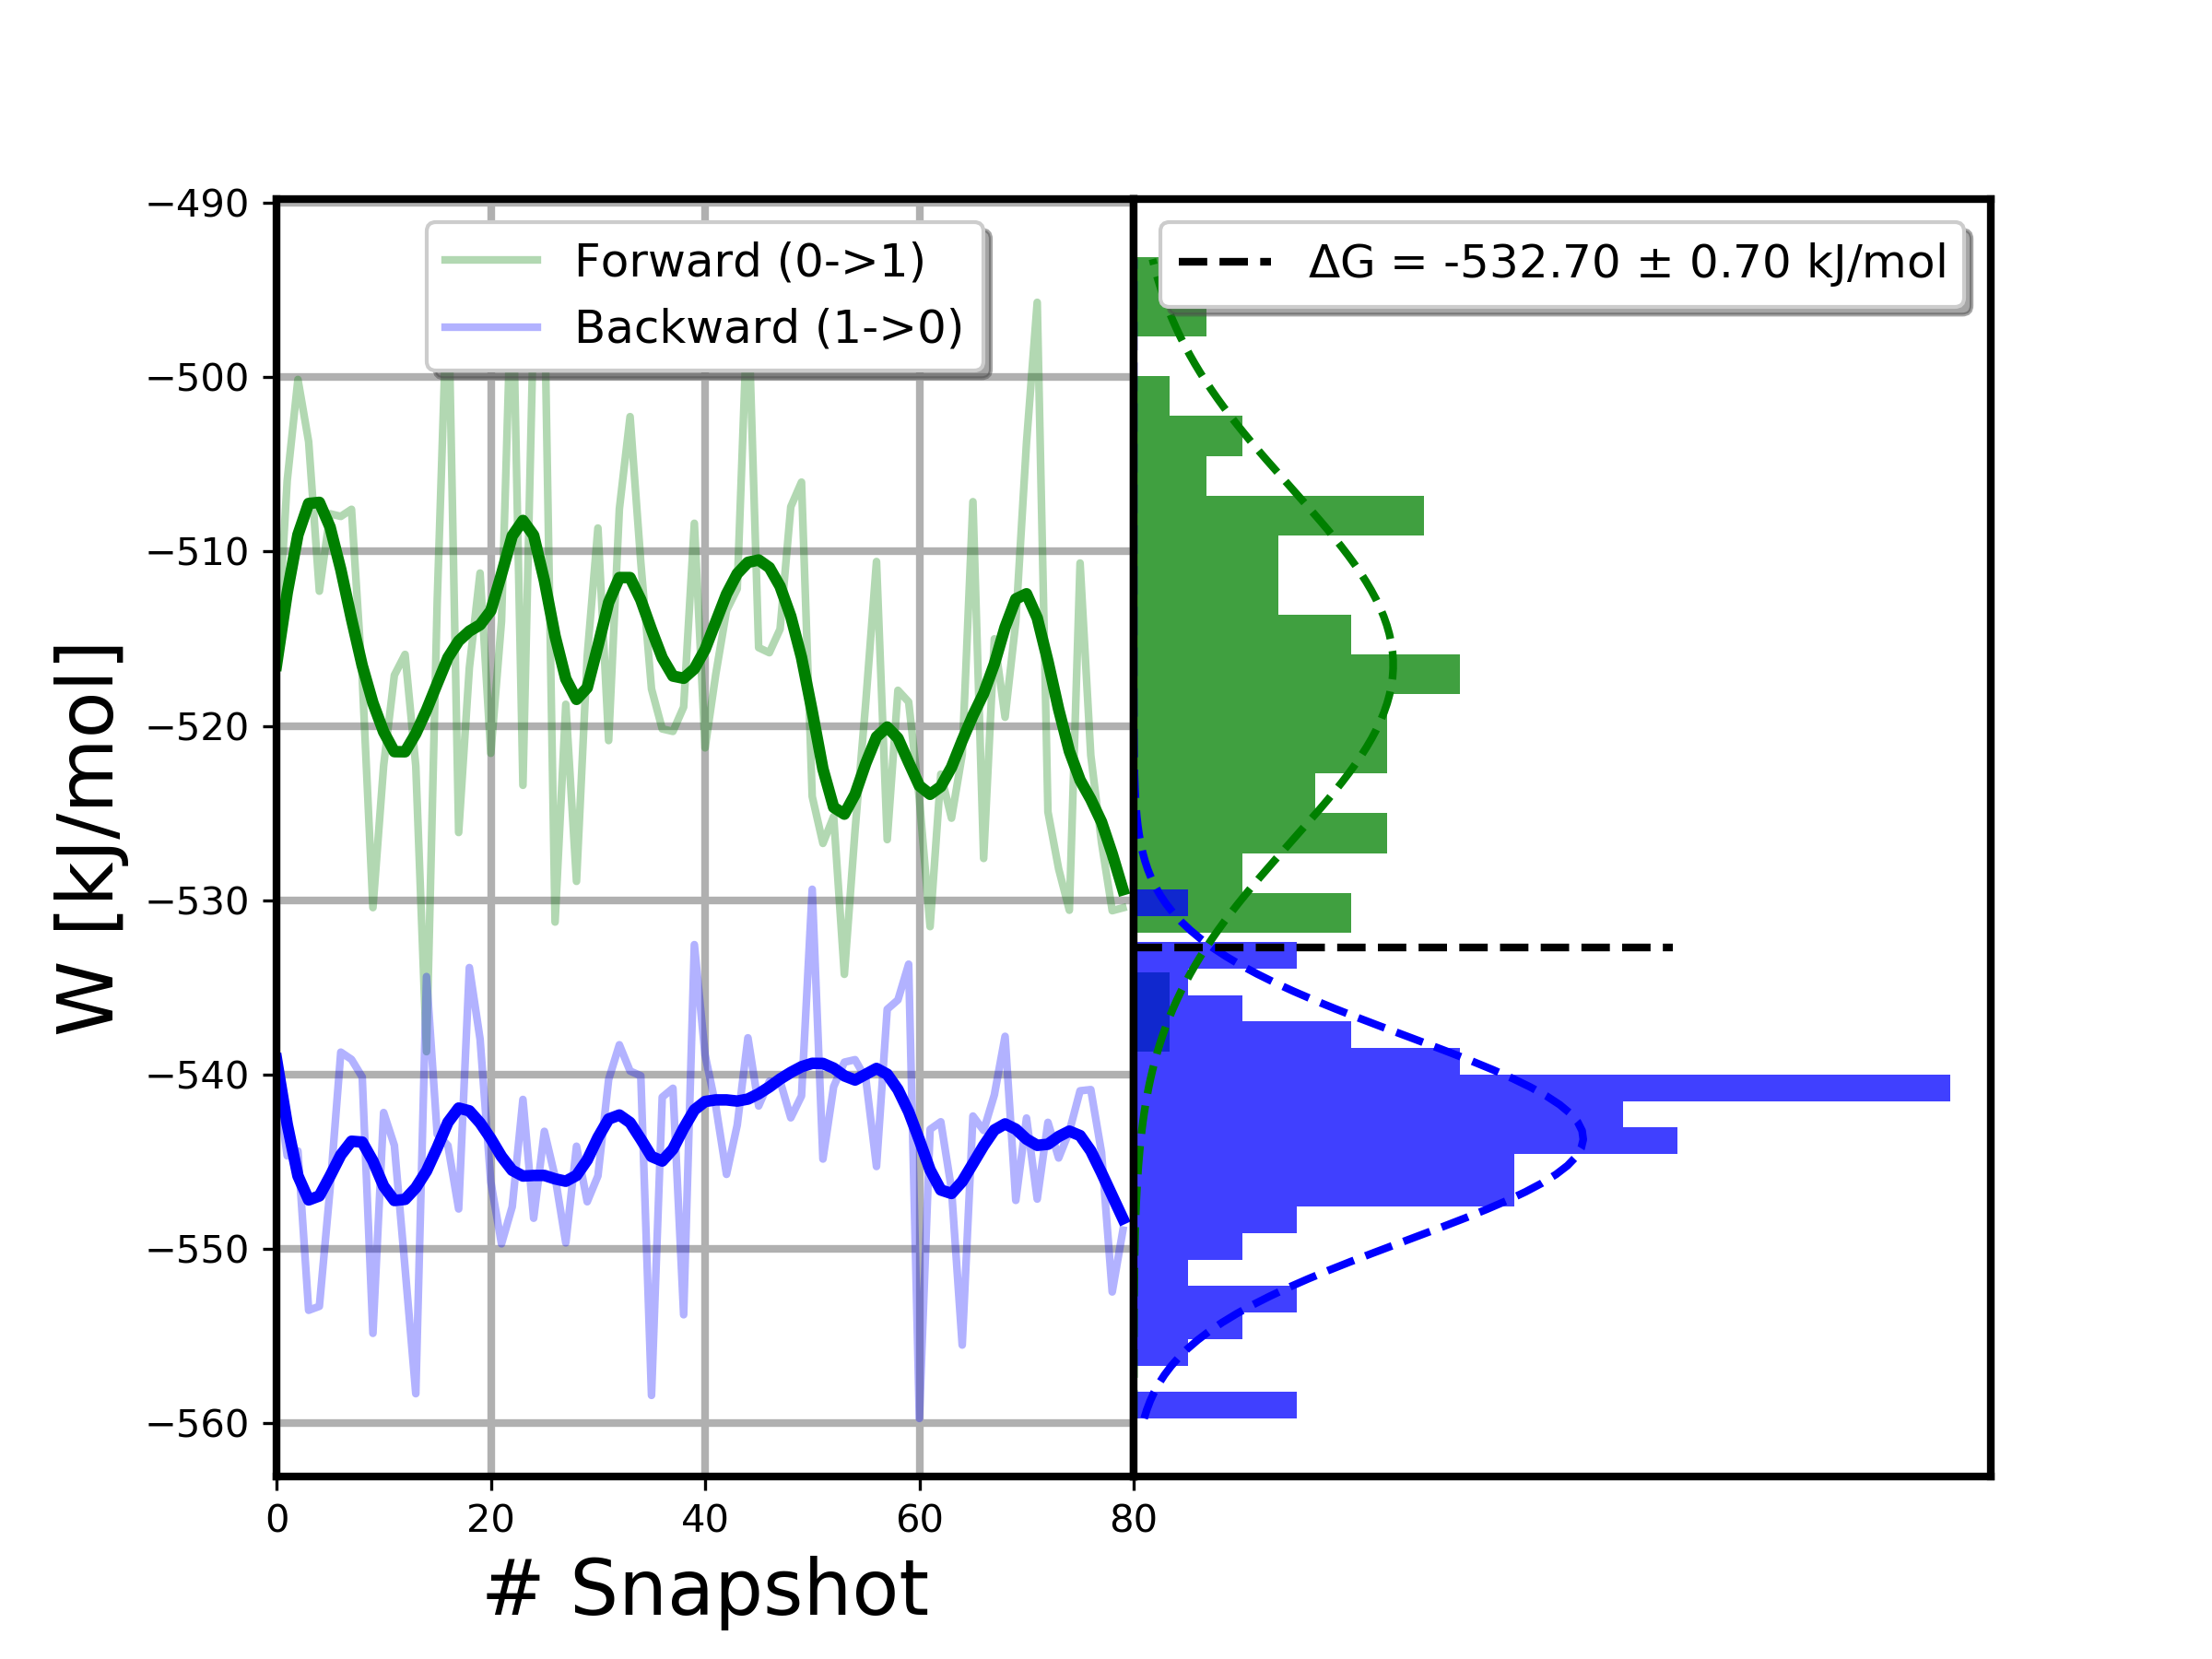 −490
−500
−510
−520
−530
−540
−550
−560
W [kJ/mol]
Forward (0->1)
Backward (1->0)
ΔG = -532.70 ± 0.70 kJ/mol
0 20 40 60 80
# Snapshot